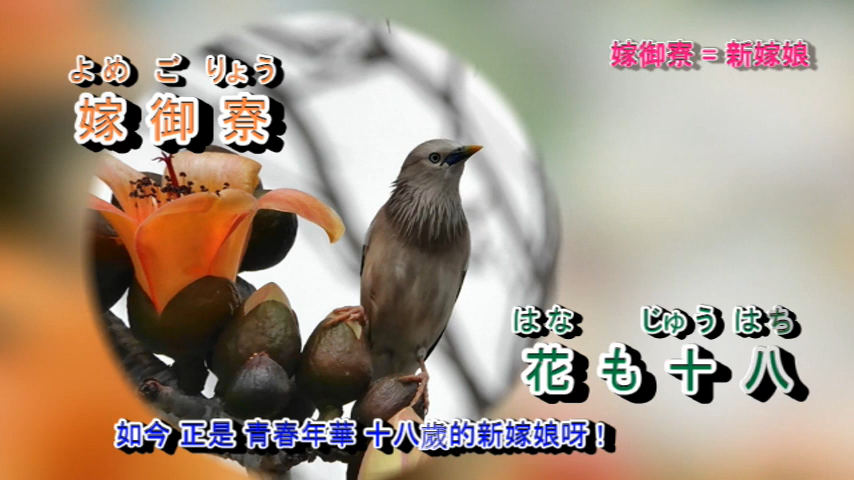 嫁御寮 = 新嫁娘
よめ ご りょう
嫁 御 寮
はな じゅう はち
花 も 十 八
如今 正是 青春年華 十八歲的新嫁娘呀！